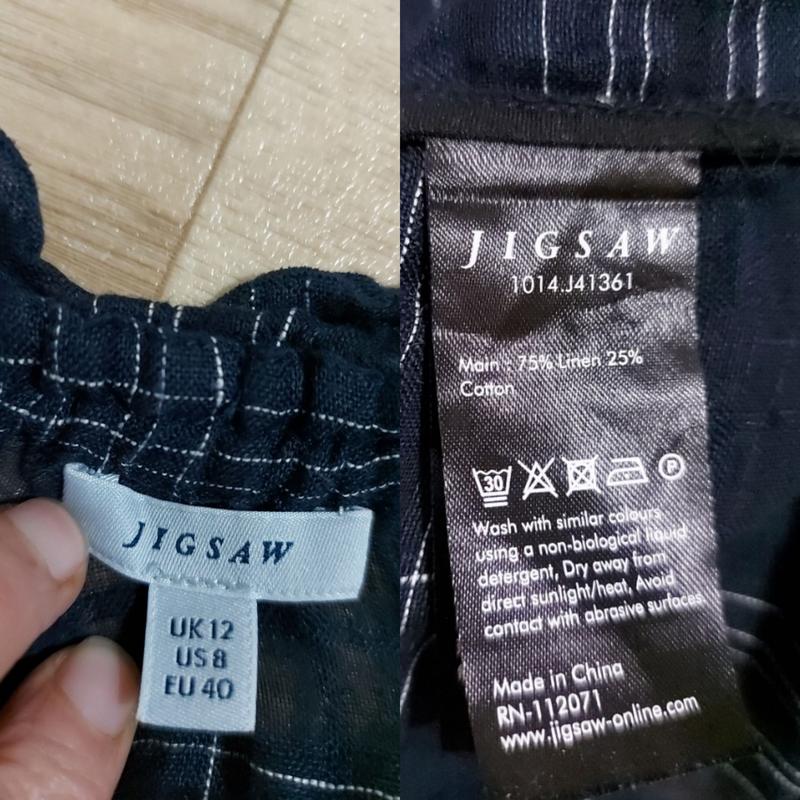 JIGSAW
UK 12
US 8
EU 40
JIGSAW
1014.J41361
Main : 75% Linen 25%
Cotton
30
P
Wash with similar colours
using a non-biological liquid
detergent, Dry away from
direct sunlight/heat, Avoid
contact with abrasive surfaces
Made in China
RN-112071
www.jigsaw-online.com